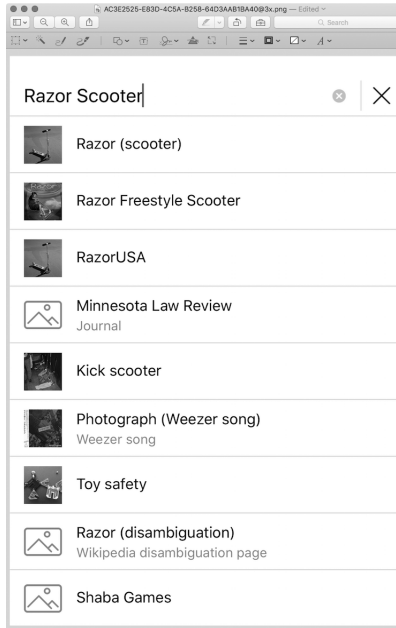 AC3E2525-E83D-4C5A-B258-64D3AAB1BA40@3x.png — Edited
Search
Razor Scooter
Razor (scooter)
Razor Freestyle Scooter
RazorUSA
Minnesota Law Review
Journal
Kick scooter
Photograph (Weezer song)
Weezer song
Toy safety
Razor (disambiguation)
Wikipedia disambiguation page
Shaba Games